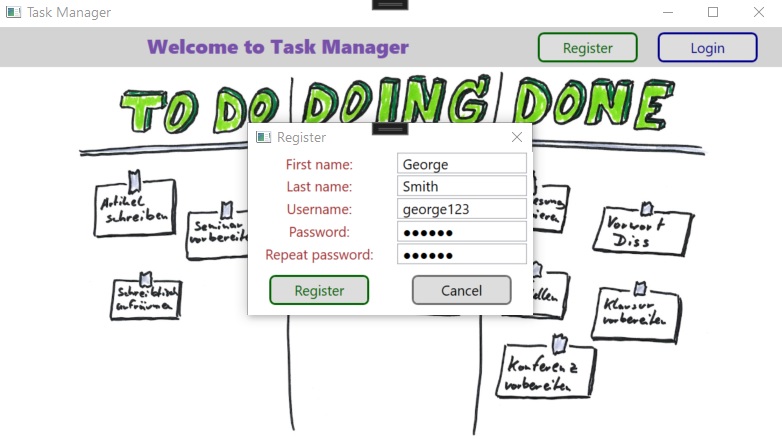 Task Manager
Welcome to Task Manager
Register
Login
TO DO
DOING
DONE
Register
First name:
George
Last name:
Smith
Username:
george123
Password:
●●●●●●
Repeat password:
●●●●●●
Register
Cancel
Artikel
schreiben
Seminar
vorbereite
Schreibtisch
aufräumen
Vorwort
Diss
Klausur
vorbereiten
Konferenz
vorbereiten